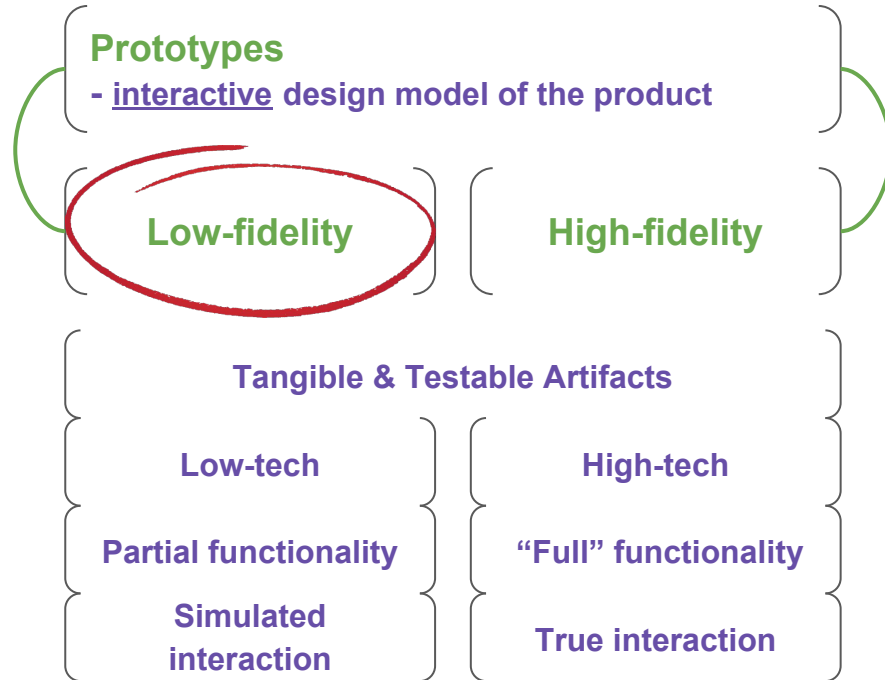 Prototypes
- interactive design model of the product
Low-fidelity
High-fidelity
Tangible & Testable Artifacts
Low-tech
High-tech
Partial functionality
“Full” functionality
Simulated
interaction
True interaction